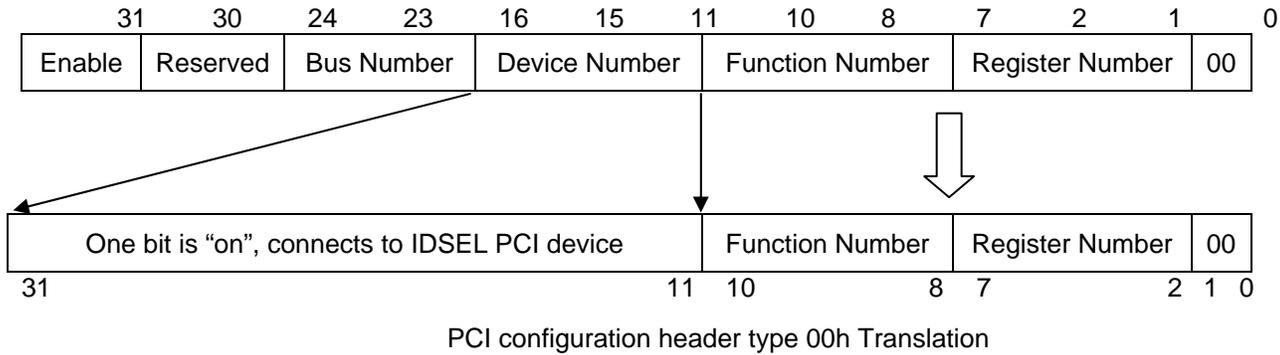 31 30 24 23 16 15 11 10 8 7 2 1 0
Enable Reserved Bus Number Device Number Function Number Register Number 00
One bit is “on”, connects to IDSEL PCI device Function Number Register Number 00
31 11 10 8 7 2 1 0
PCI configuration header type 00h Translation